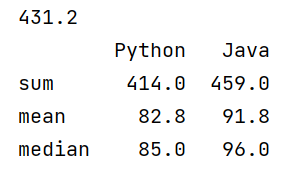 431.2
Python Java
sum 414.0 459.0
mean 82.8 91.8
median 85.0 96.0